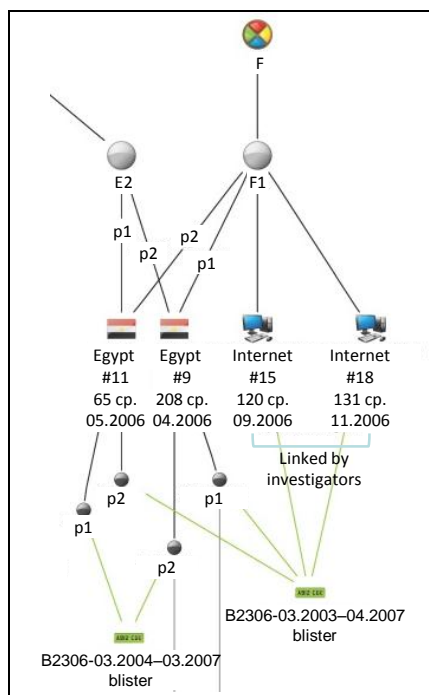 F
E2
F1
p1
p2
p2
p1
Egypt
#11
65 cp.
05.2006
Egypt
#9
208 cp.
04.2006
Internet
#15
120 cp.
09.2006
Internet
#18
131 cp.
11.2006
Linked by
investigators
p2
p1
p1
p2
B2306-03.2003–04.2007
blister
B2306-03.2004–03.2007
blister